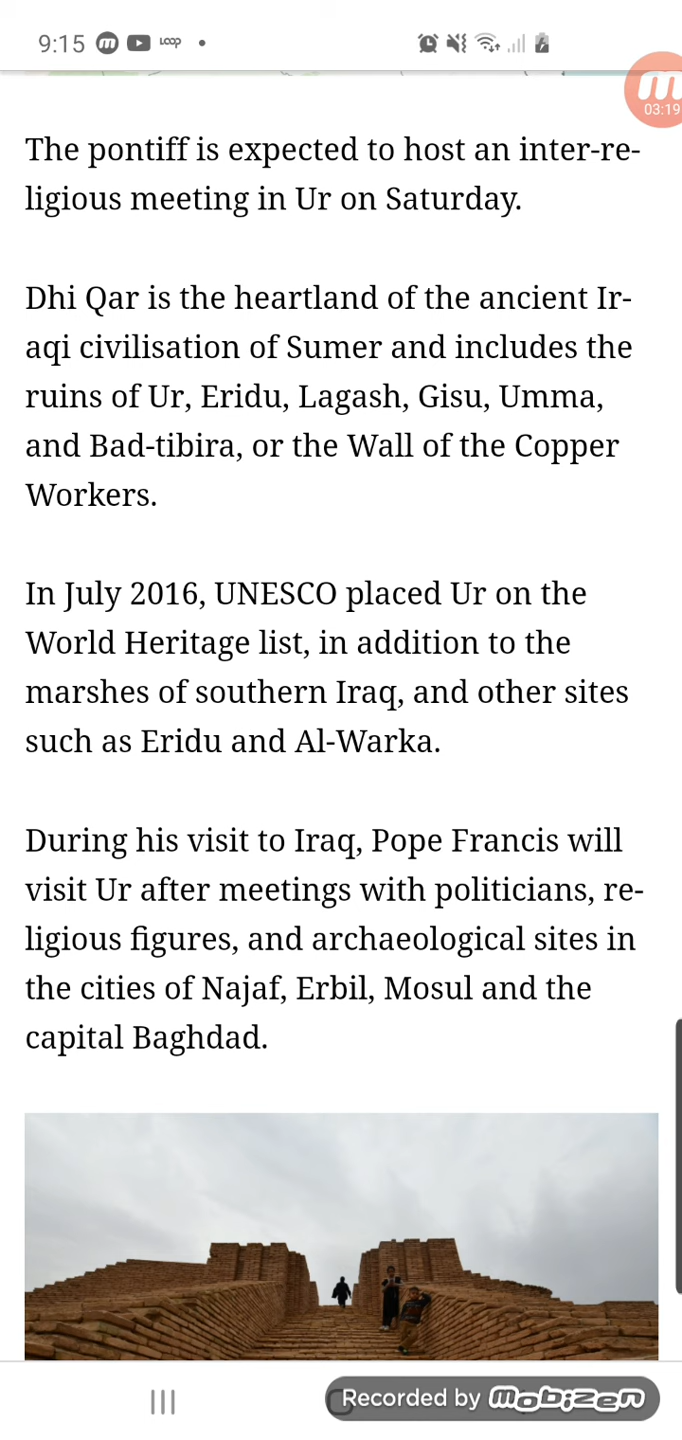 9:15
LOOP
03:19
The pontiff is expected to host an inter-re-
ligious meeting in Ur on Saturday.
Dhi Qar is the heartland of the ancient Ir-
aqi civilisation of Sumer and includes the
ruins of Ur, Eridu, Lagash, Gisu, Umma,
and Bad-tibira, or the Wall of the Copper
Workers.
In July 2016, UNESCO placed Ur on the
World Heritage list, in addition to the
marshes of southern Iraq, and other sites
such as Eridu and Al-Warka.
During his visit to Iraq, Pope Francis will
visit Ur after meetings with politicians, re-
ligious figures, and archaeological sites in
the cities of Najaf, Erbil, Mosul and the
capital Baghdad.
Recorded by mobizen